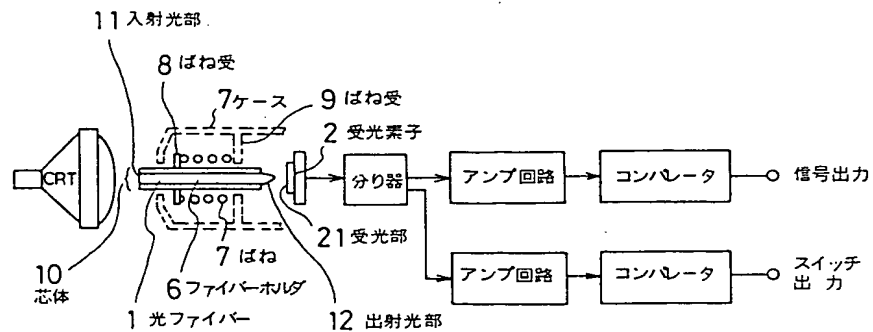 11 入射光部
8 ばね受
7 ケース
9 ばね受
2 受光素子
CRT
分り器
アンプ回路
コンパレータ
信号出力
21 受光部
7 ばね
10
芯体
6 ファイバーホルダ
1 光ファイバー
12 出射光部
アンプ回路
コンパレータ
スイッチ
出力